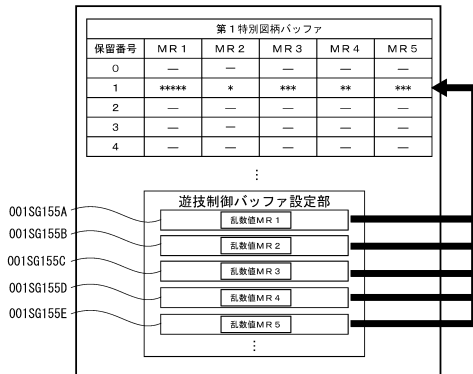 第1特別図柄バッファ
保留番号 MR1 MR2 MR3 MR4 MR5
0 — — — — —
1 ***** * *** ** ***
2 — — — — —
3 — — — — —
4 — — — — —
⋮
遊技制御バッファ設定部
001SG155A 乱数値MR1
001SG155B 乱数値MR2
001SG155C 乱数値MR3
001SG155D 乱数値MR4
001SG155E 乱数値MR5
⋮